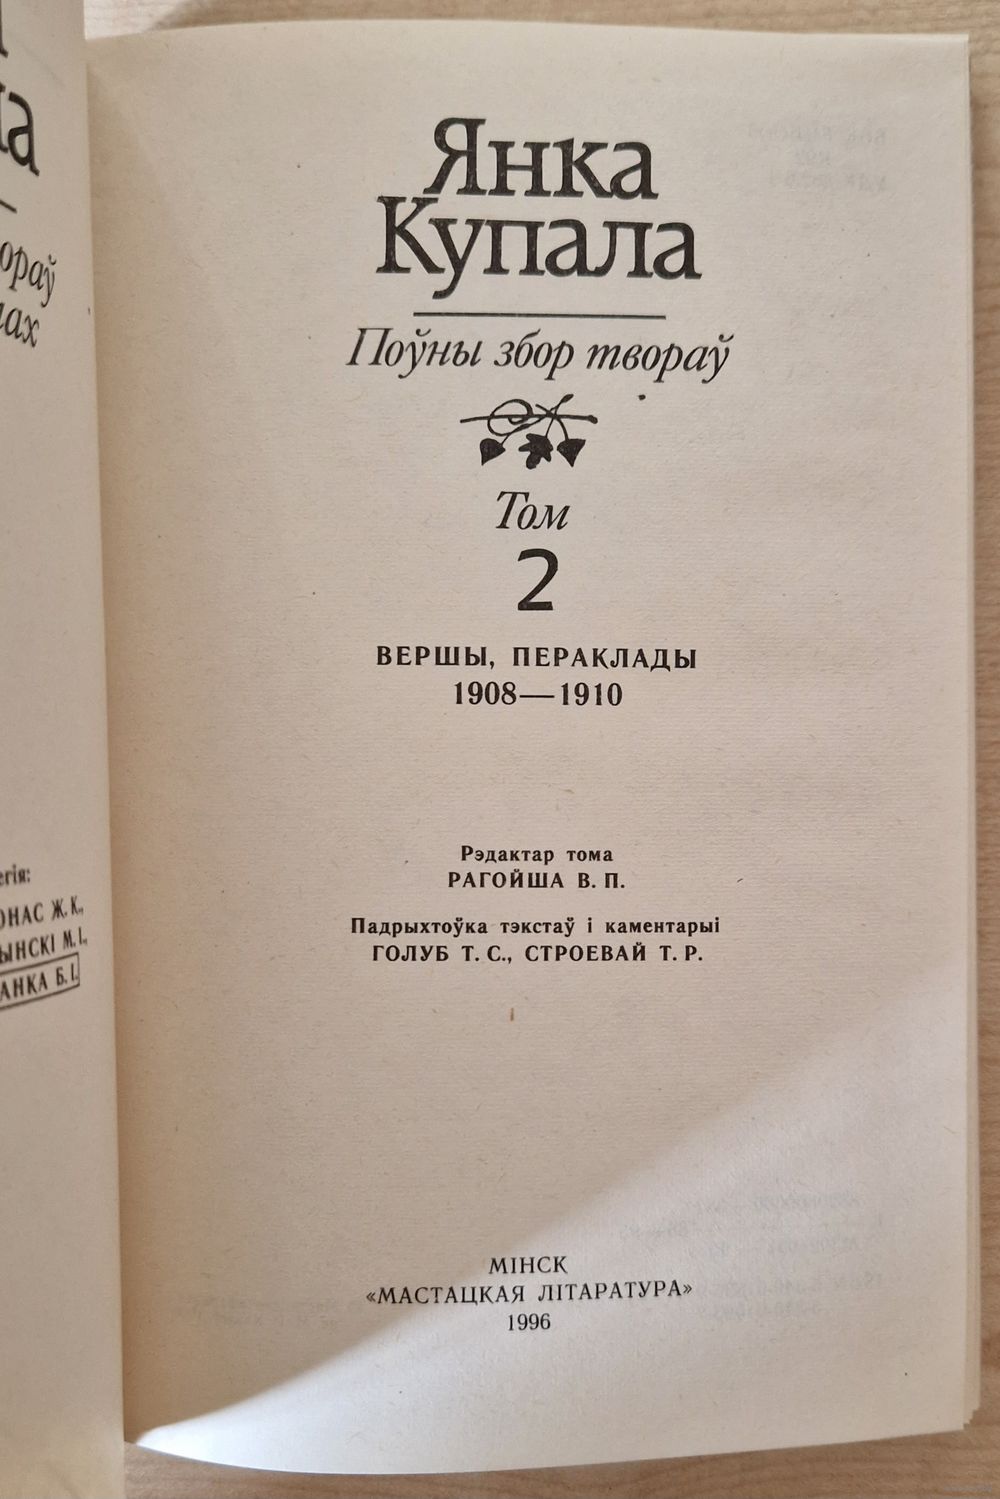 ЯНКА
Купала
Поўны збор твораў
Том
2
ВЕРШЫ, ПЕРАКЛАДЫ
1908—1910
Рэдактар тома
РАГОЙША В. П.
Падрыхтоўка тэкстаў і каментарыі
ГОЛУБ Т. С., СТРОЕВАЙ Т. Р.
МІНСК
«МАСТАЦКАЯ ЛІТАРАТУРА»
1996